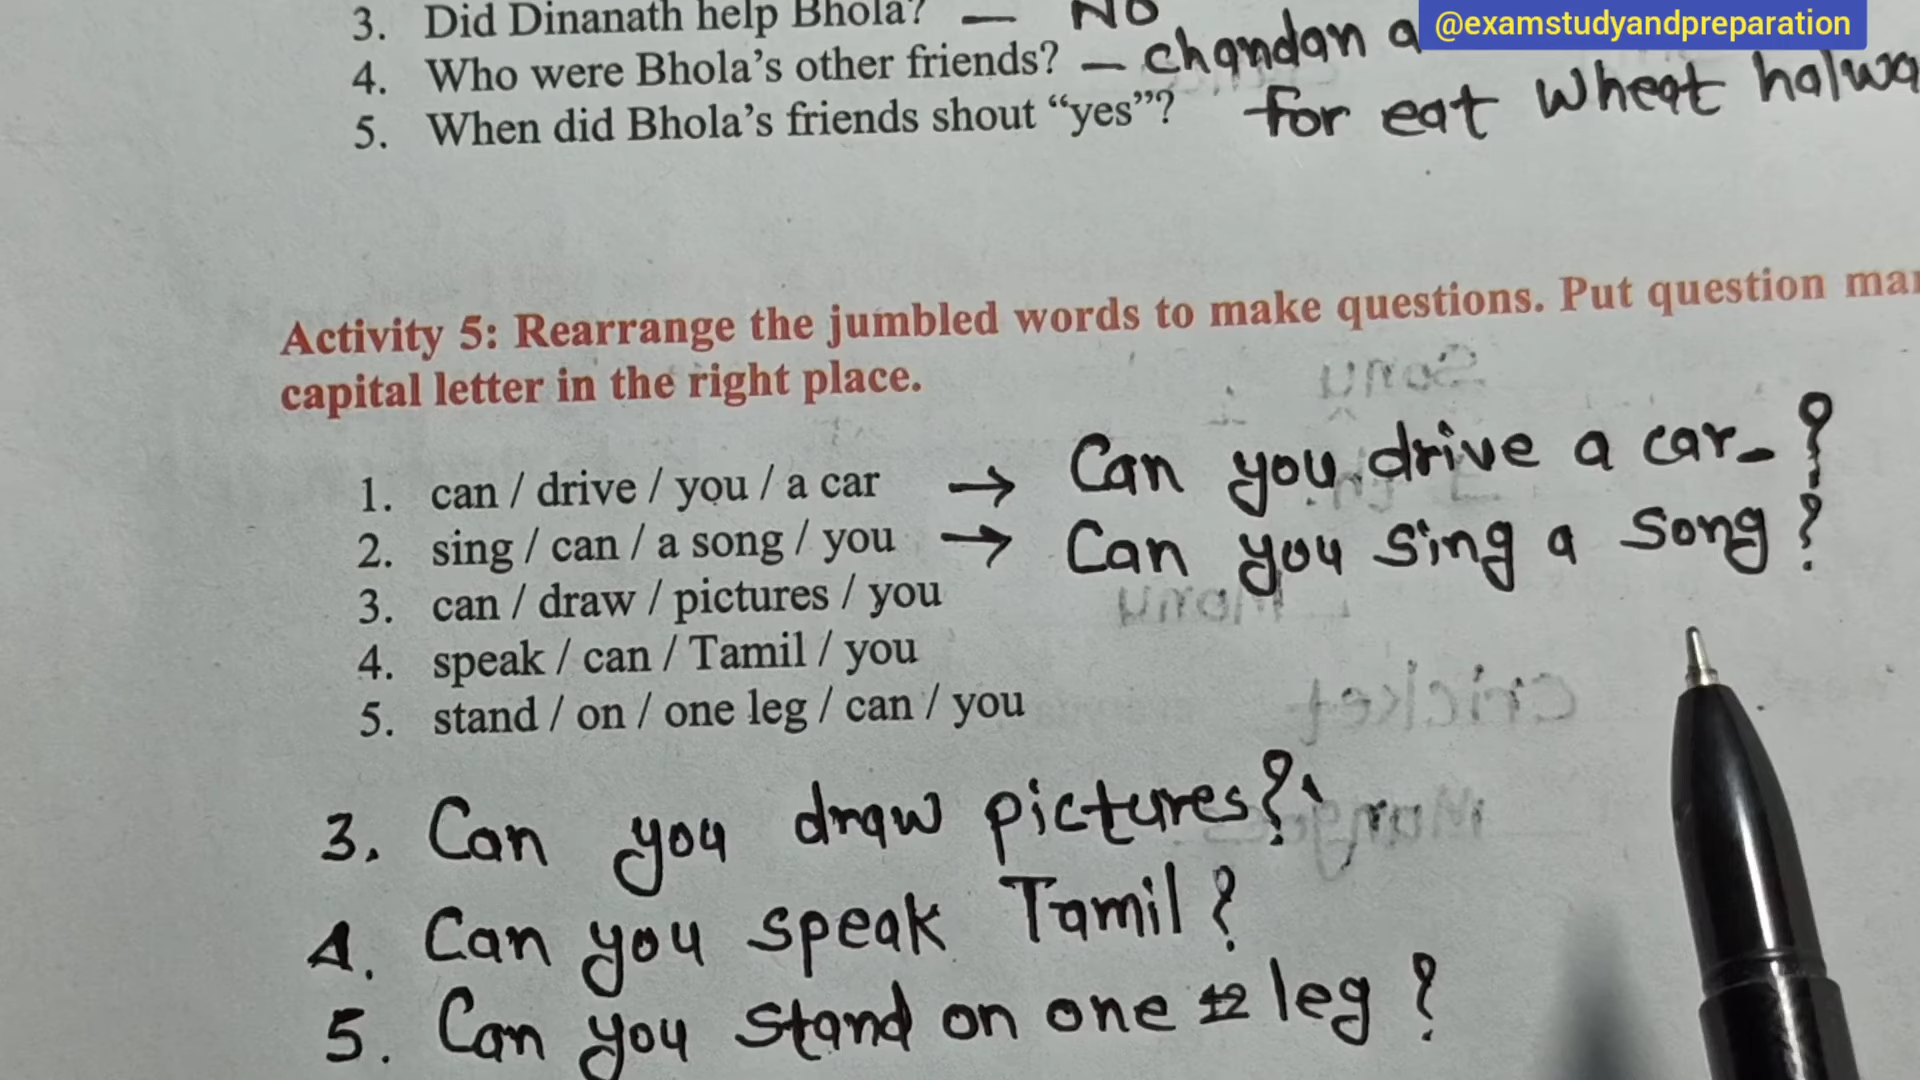 @examstudyandpreparation
3. Did Dinanath help Bhola? — No
4. Who were Bhola's other friends? — chandan a
5. When did Bhola's friends shout “yes”? for eat wheat halwa
Activity 5: Rearrange the jumbled words to make questions. Put question mar
capital letter in the right place.
1. can / drive / you / a car → Can you drive a car ?
2. sing / can / a song / you → Can you sing a song ?
3. can / draw / pictures / you
4. speak / can / Tamil / you
5. stand / on / one leg / can / you
3. Can you draw pictures?
4. Can you speak Tamil ?
5. Can you stand on one leg ?